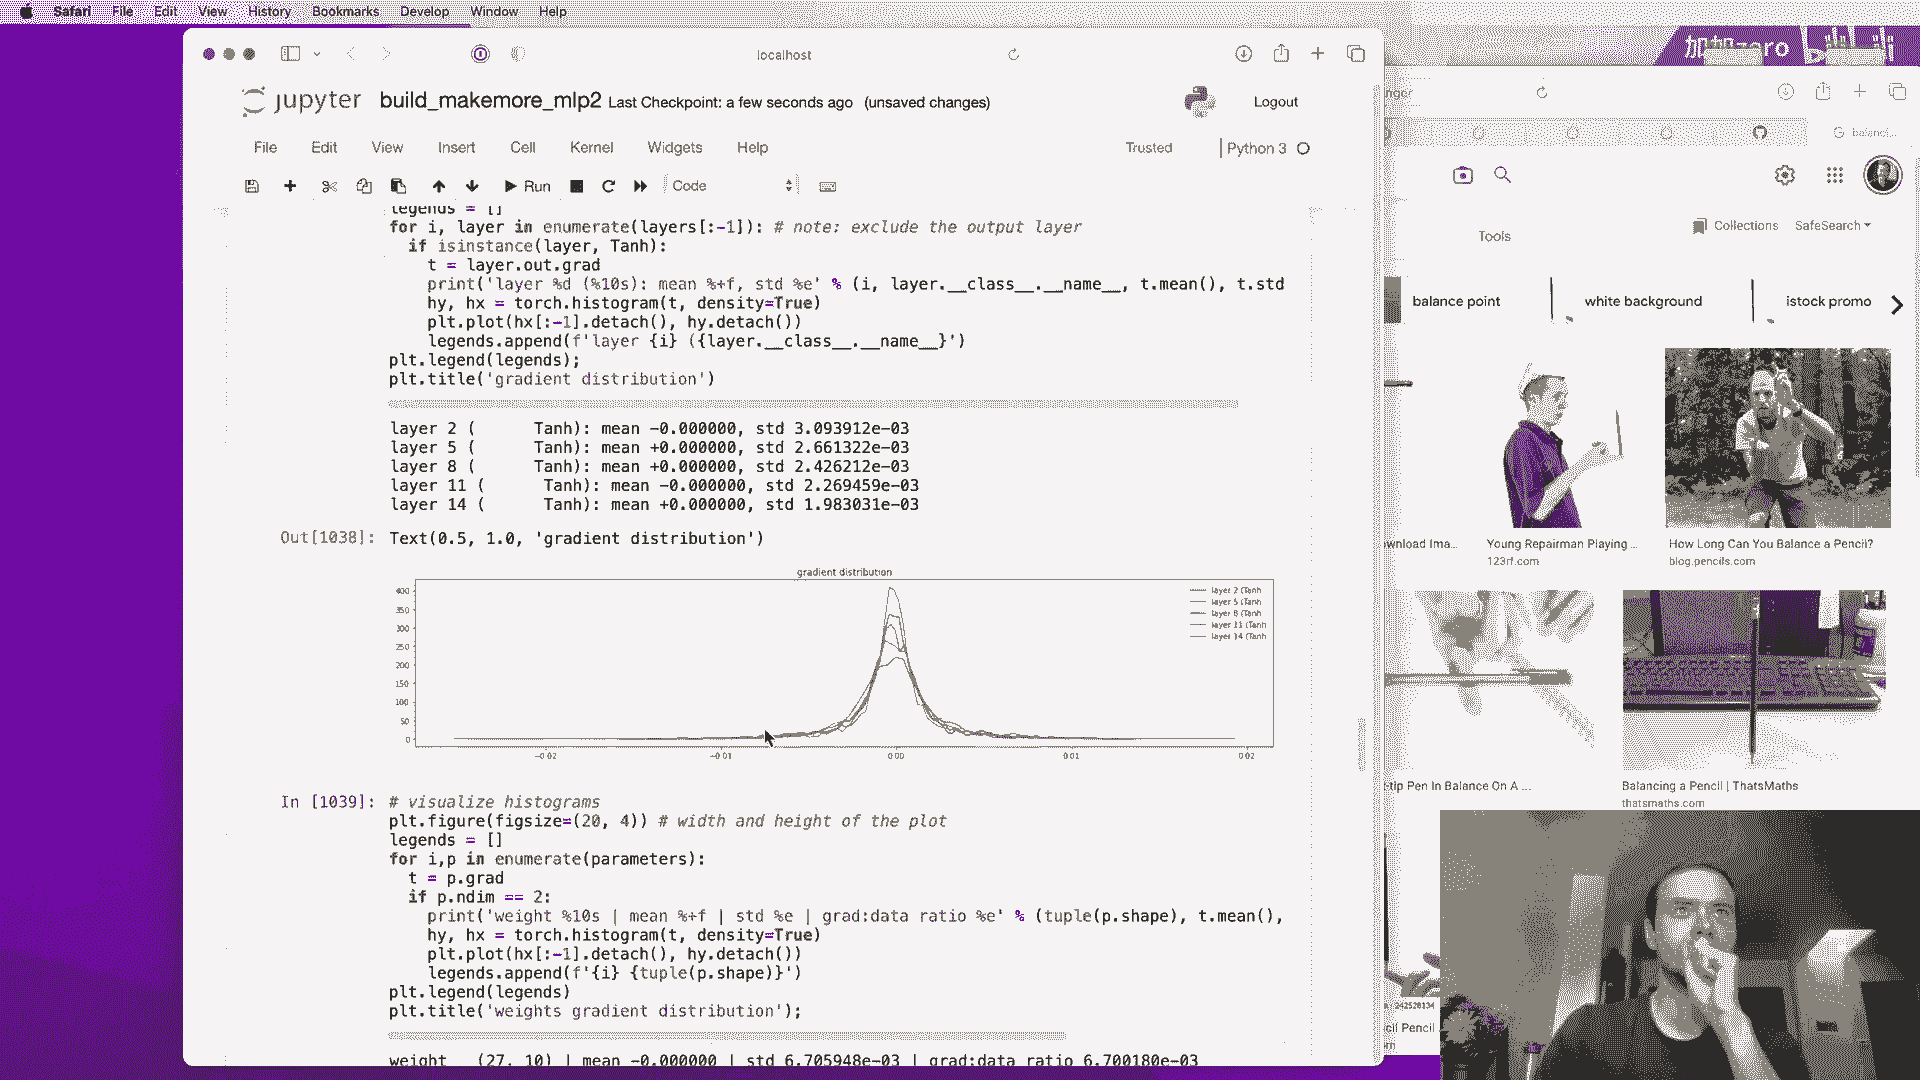 Safari File Edit View History Bookmarks Develop Window Help
加加zero
localhost
jupyter build_makemore_mlp2 Last Checkpoint: a few seconds ago (unsaved changes)
Logout
File Edit View Insert Cell Kernel Widgets Help
Trusted
Python 3
Run
Code
legends = []
for i, layer in enumerate(layers[:-1]): # note: exclude the output layer
if isinstance(layer, Tanh):
t = layer.out.grad
print('layer %d (%10s): mean %+f, std %e' % (i, layer.__class__.__name__, t.mean(), t.std
hy, hx = torch.histogram(t, density=True)
plt.plot(hx[:-1].detach(), hy.detach())
legends.append(f'layer {i} ({layer.__class__.__name__}')
plt.legend(legends);
plt.title('gradient distribution')
layer 2 ( Tanh): mean -0.000000, std 3.093912e-03
layer 5 ( Tanh): mean +0.000000, std 2.661322e-03
layer 8 ( Tanh): mean +0.000000, std 2.426212e-03
layer 11 ( Tanh): mean -0.000000, std 2.269459e-03
layer 14 ( Tanh): mean +0.000000, std 1.983031e-03
Out[1038]: Text(0.5, 1.0, 'gradient distribution')
gradient distribution
400
350
300
250
200
150
100
50
0
-0.02 -0.01 0.00 0.01 0.02
layer 2 (Tanh
layer 5 (Tanh
layer 8 (Tanh
layer 11 (Tanh
layer 14 (Tanh
In [1039]: # visualize histograms
plt.figure(figsize=(20, 4)) # width and height of the plot
legends = []
for i,p in enumerate(parameters):
t = p.grad
if p.ndim == 2:
print('weight %10s | mean %+f | std %e | grad:data ratio %e' % (tuple(p.shape), t.mean(),
hy, hx = torch.histogram(t, density=True)
plt.plot(hx[:-1].detach(), hy.detach())
legends.append(f'{i} {tuple(p.shape)}')
plt.legend(legends)
plt.title('weights gradient distribution');
weight (27, 10) | mean -0.000000 | std 6.705948e-03 | grad:data ratio 6.700180e-03
balanci...
Tools
Collections SafeSearch
balance point
white background
istock promo
wnload Ima...
Young Repairman Playing ...
123rf.com
How Long Can You Balance a Pencil?
blog.pencils.com
-tip Pen In Balance On A ...
Balancing a Pencil | ThatsMaths
thatsmaths.com
242528134
cil Pencil